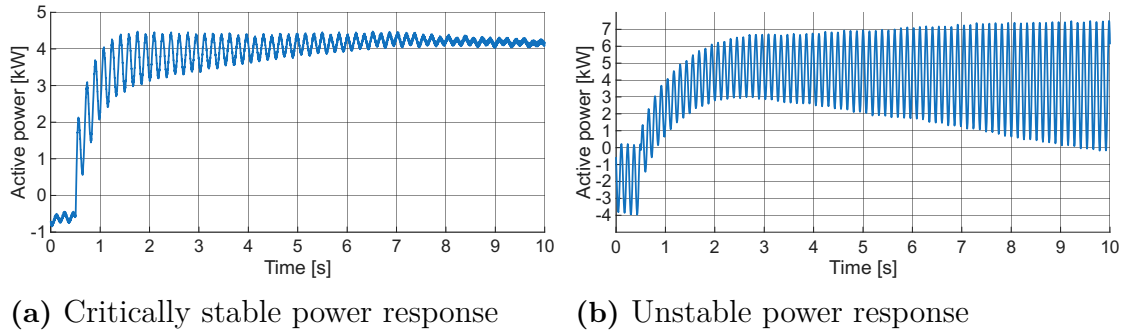 Active power [kW]
5
4
3
2
1
0
-1
0 1 2 3 4 5 6 7 8 9 10
Time [s]
Active power [kW]
7
6
5
4
3
2
1
0
-1
-2
-3
-4
0 1 2 3 4 5 6 7 8 9 10
Time [s]
(a) Critically stable power response
(b) Unstable power response